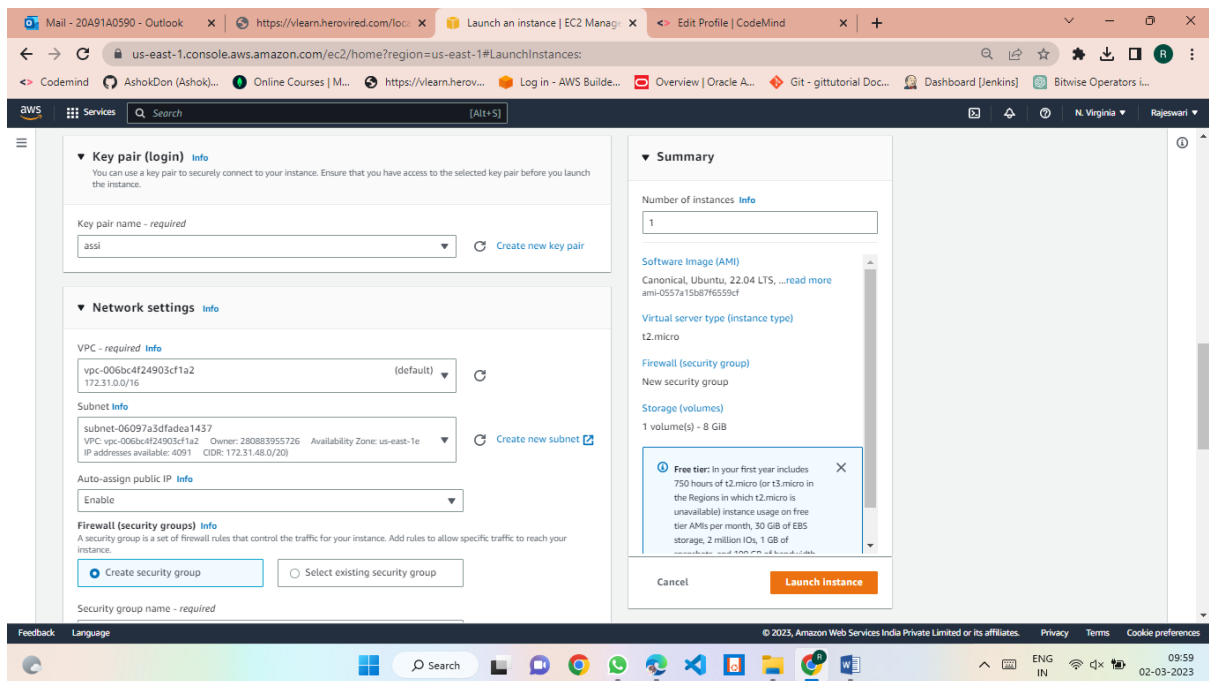 Mail - 20A91A0590 - Outlook
https://vlearn.herovired.com/loca
Launch an instance | EC2 Manage
Edit Profile | CodeMind
us-east-1.console.aws.amazon.com/ec2/home?region=us-east-1#LaunchInstances:
R
Codemind
AshokDon (Ashok)...
Online Courses | M...
https://vlearn.herov...
Log in - AWS Builde...
Overview | Oracle A...
Git - gittutorial Doc...
Dashboard [Jenkins]
Bitwise Operators i...
aws
Services
Search
[Alt+S]
N. Virginia
Rajeswari
Key pair (login) Info
You can use a key pair to securely connect to your instance. Ensure that you have access to the selected key pair before you launch
the instance.
Key pair name - required
assi
Create new key pair
Network settings Info
VPC - required Info
vpc-006bc4f24903cf1a2 (default)
172.31.0.0/16
Subnet Info
subnet-06097a3dfadea1437
VPC: vpc-006bc4f24903cf1a2 Owner: 280883955726 Availability Zone: us-east-1e
IP addresses available: 4091 CIDR: 172.31.48.0/20)
Create new subnet
Auto-assign public IP Info
Enable
Firewall (security groups) Info
A security group is a set of firewall rules that control the traffic for your instance. Add rules to allow specific traffic to reach your
instance.
Create security group
Select existing security group
Security group name - required
Summary
Number of instances Info
1
Software Image (AMI)
Canonical, Ubuntu, 22.04 LTS, ...read more
ami-0557a15b87f6559cf
Virtual server type (instance type)
t2.micro
Firewall (security group)
New security group
Storage (volumes)
1 volume(s) - 8 GiB
Free tier: In your first year includes
750 hours of t2.micro (or t3.micro in
the Regions in which t2.micro is
unavailable) instance usage on free
tier AMIs per month, 30 GiB of EBS
storage, 2 million IOs, 1 GB of
snapshots, and 100 GB of bandwidth
Cancel
Launch instance
Feedback
Language
© 2023, Amazon Web Services India Private Limited or its affiliates.
Privacy
Terms
Cookie preferences
Search
ENG
IN
09:59
02-03-2023